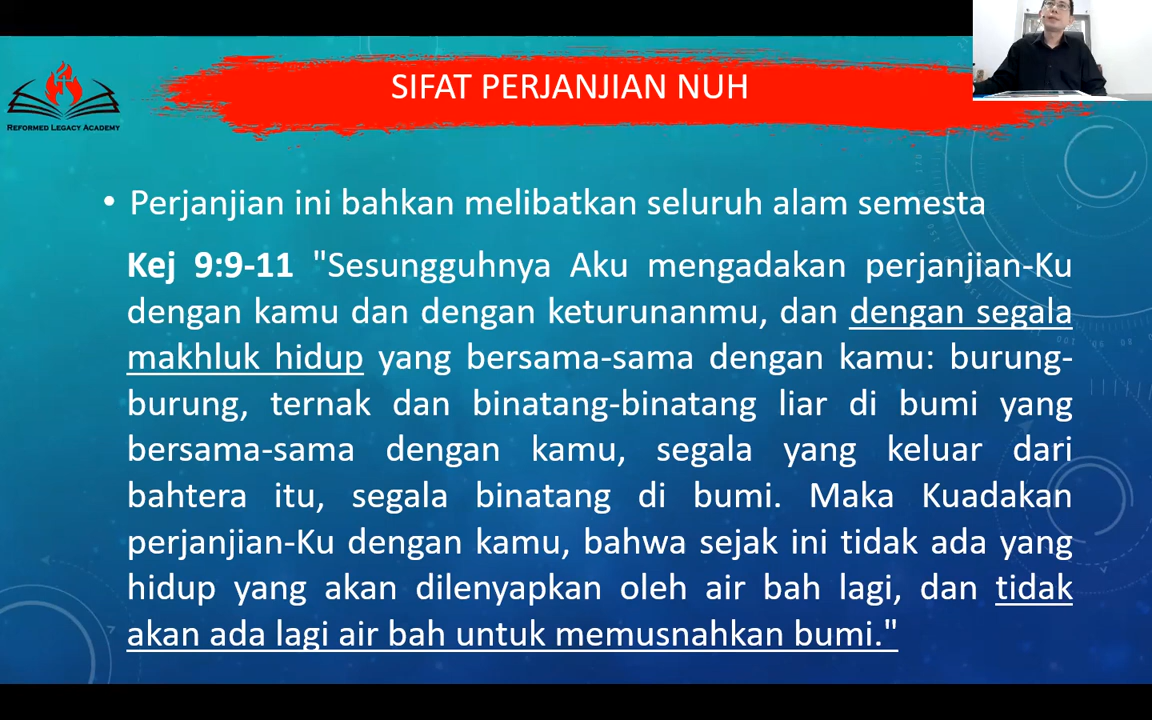 SIFAT PERJANJIAN NUH
REFORMED LEGACY ACADEMY
• Perjanjian ini bahkan melibatkan seluruh alam semesta
Kej 9:9-11 "Sesungguhnya Aku mengadakan perjanjian-Ku
dengan kamu dan dengan keturunanmu, dan dengan segala
makhluk hidup yang bersama-sama dengan kamu: burung-
burung, ternak dan binatang-binatang liar di bumi yang
bersama-sama dengan kamu, segala yang keluar dari
bahtera itu, segala binatang di bumi. Maka Kuadakan
perjanjian-Ku dengan kamu, bahwa sejak ini tidak ada yang
hidup yang akan dilenyapkan oleh air bah lagi, dan tidak
akan ada lagi air bah untuk memusnahkan bumi."